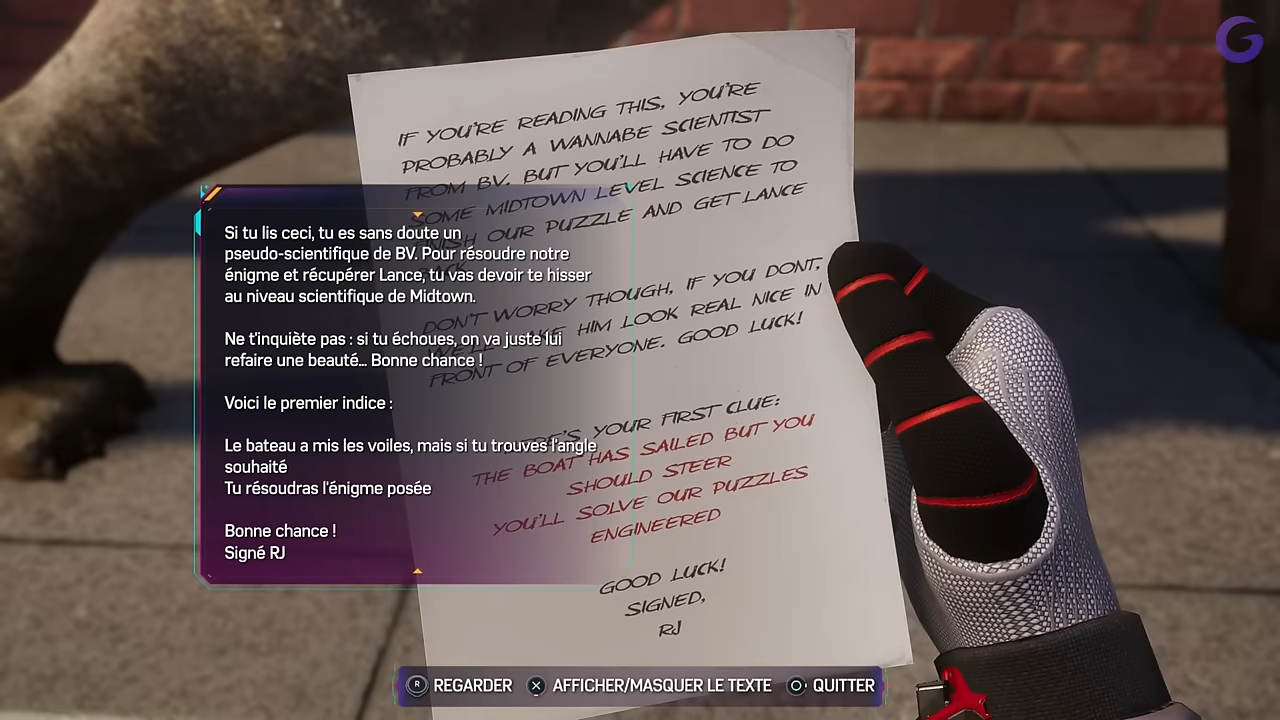 IF YOU'RE READING THIS, YOU'RE
PROBABLY A WANNABE SCIENTIST
FROM BV. BUT YOU'LL HAVE TO DO
SOME MIDTOWN LEVEL SCIENCE TO
OUR PUZZLE AND GET LANCE
DON'T WORRY THOUGH, IF YOU DONT,
HIM LOOK REAL NICE IN
FRONT OF EVERYONE. GOOD LUCK!
YOUR FIRST CLUE:
THE BOAT HAS SAILED BUT YOU
SHOULD STEER
YOU'LL SOLVE OUR PUZZLES
ENGINEERED
GOOD LUCK!
SIGNED,
RJ
Si tu lis ceci, tu es sans doute un
pseudo-scientifique de BV. Pour résoudre notre
énigme et récupérer Lance, tu vas devoir te hisser
au niveau scientifique de Midtown.
Ne t'inquiète pas : si tu échoues, on va juste lui
refaire une beauté... Bonne chance !
Voici le premier indice :
Le bateau a mis les voiles, mais si tu trouves l'angle
souhaité
Tu résoudras l'énigme posée
Bonne chance !
Signé RJ
R REGARDER AFFICHER/MASQUER LE TEXTE QUITTER